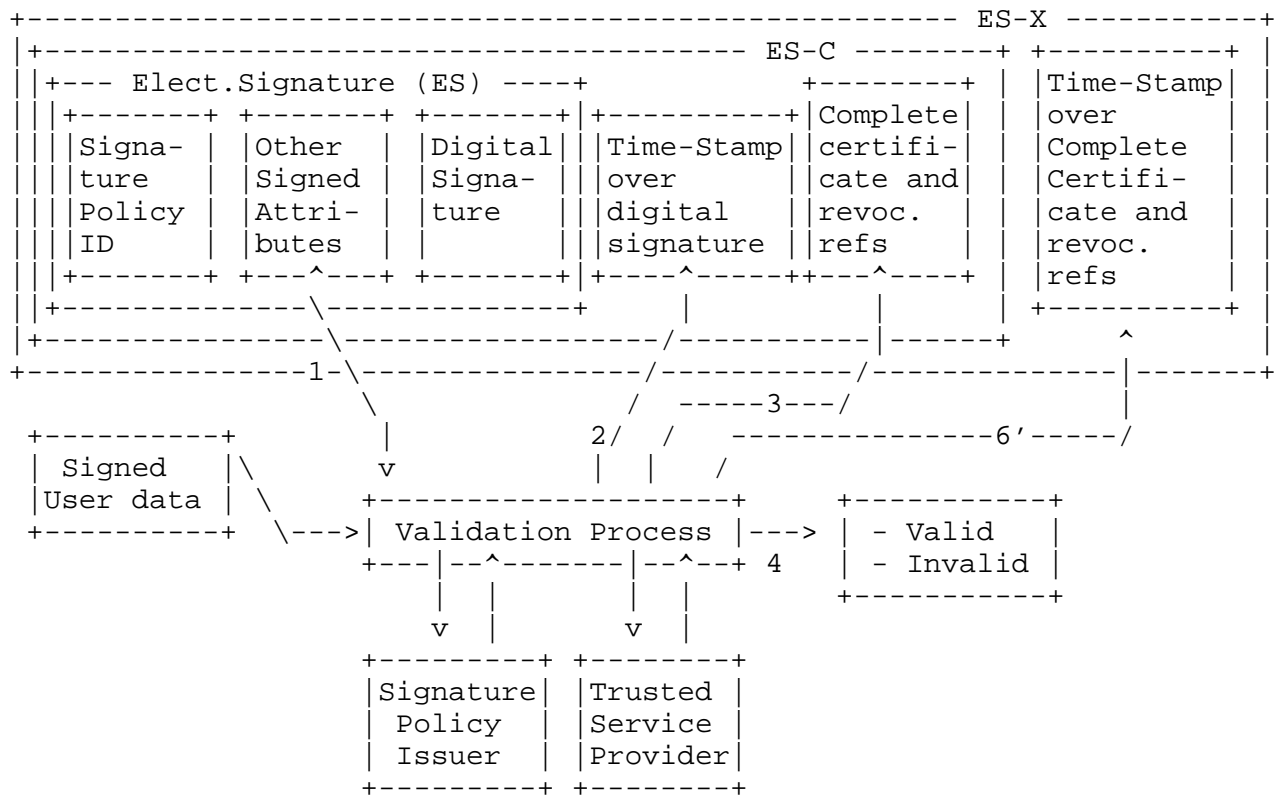 ES-X
ES-C
Elect.Signature (ES)
Time-Stamp
Complete
over
Signa-
Other
Digital
Time-Stamp
certifi-
Complete
ture
Signed
Signa-
over
cate and
Certifi-
Policy
Attri-
ture
digital
revoc.
cate and
ID
butes
signature
refs
revoc.
refs
1
3
2/
6'
Signed
User data
Validation Process
- Valid
4
- Invalid
Signature
Trusted
Policy
Service
Issuer
Provider